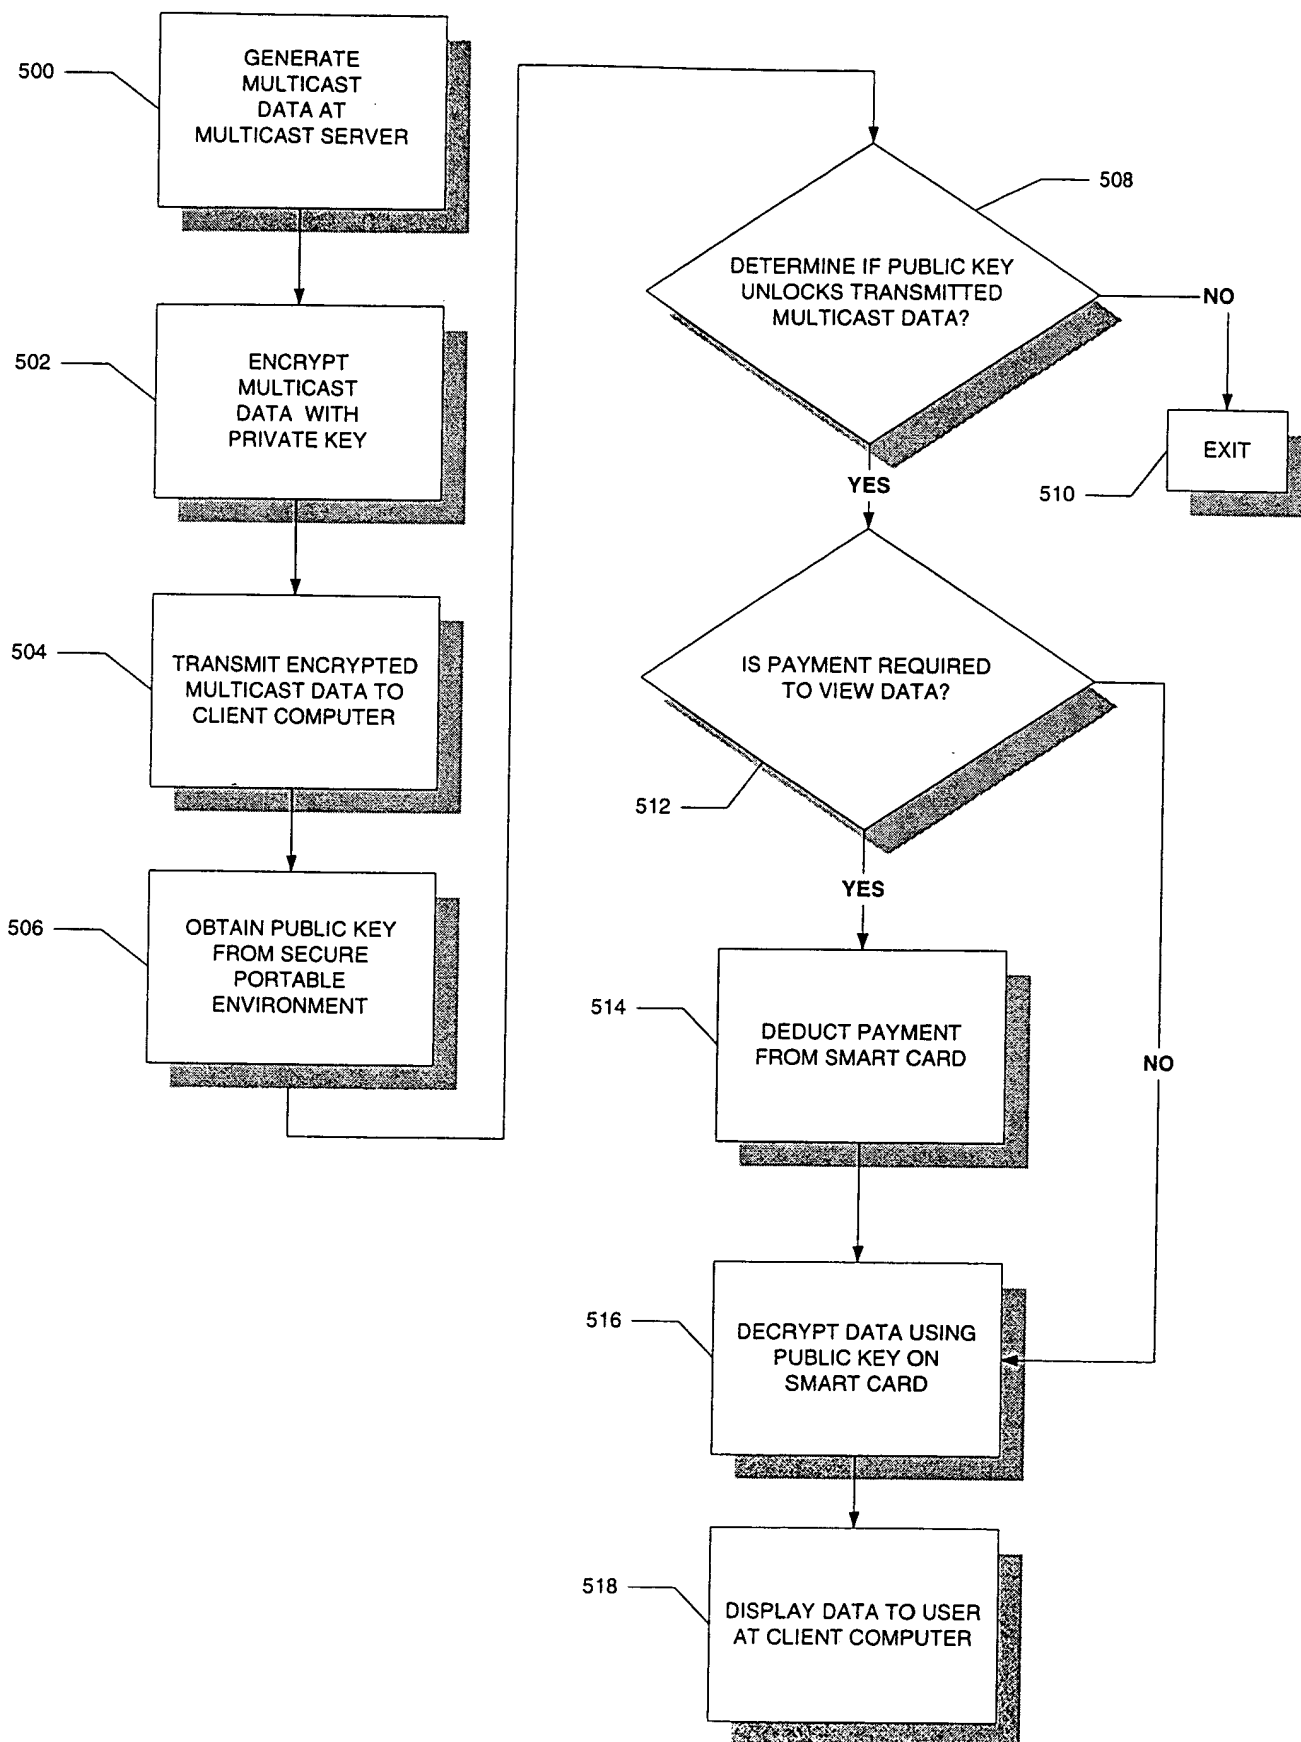 500
GENERATE
MULTICAST
DATA AT
MULTICAST SERVER
502
ENCRYPT
MULTICAST
DATA WITH
PRIVATE KEY
504
TRANSMIT ENCRYPTED
MULTICAST DATA TO
CLIENT COMPUTER
506
OBTAIN PUBLIC KEY
FROM SECURE
PORTABLE
ENVIRONMENT
508
DETERMINE IF PUBLIC KEY
UNLOCKS TRANSMITTED
MULTICAST DATA?
NO
510
EXIT
YES
512
IS PAYMENT REQUIRED
TO VIEW DATA?
YES
NO
514
DEDUCT PAYMENT
FROM SMART CARD
516
DECRYPT DATA USING
PUBLIC KEY ON
SMART CARD
518
DISPLAY DATA TO USER
AT CLIENT COMPUTER